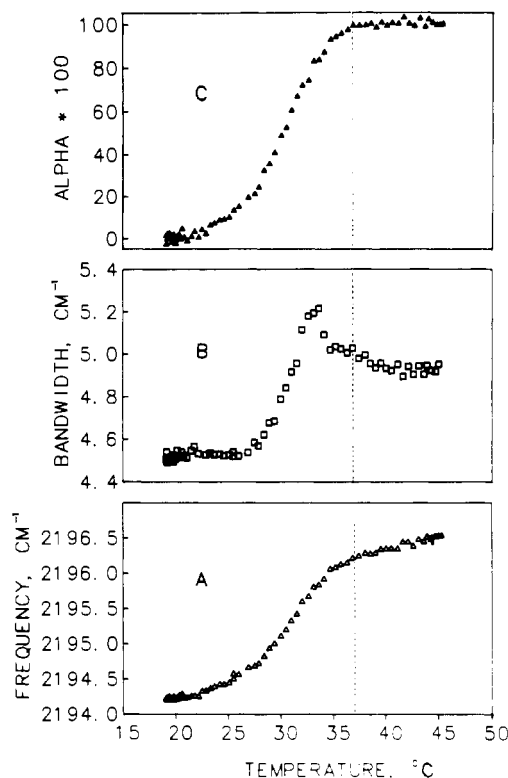 100
80
60
40
20
0
ALPHA * 100
C
5.4
5.2
5.0
4.8
4.6
4.4
BANDWIDTH, CM⁻¹
B
2196.5
2196.0
2195.5
2195.0
2194.5
2194.0
FREQUENCY, CM⁻¹
A
15 20 25 30 35 40 45 50
TEMPERATURE, °C